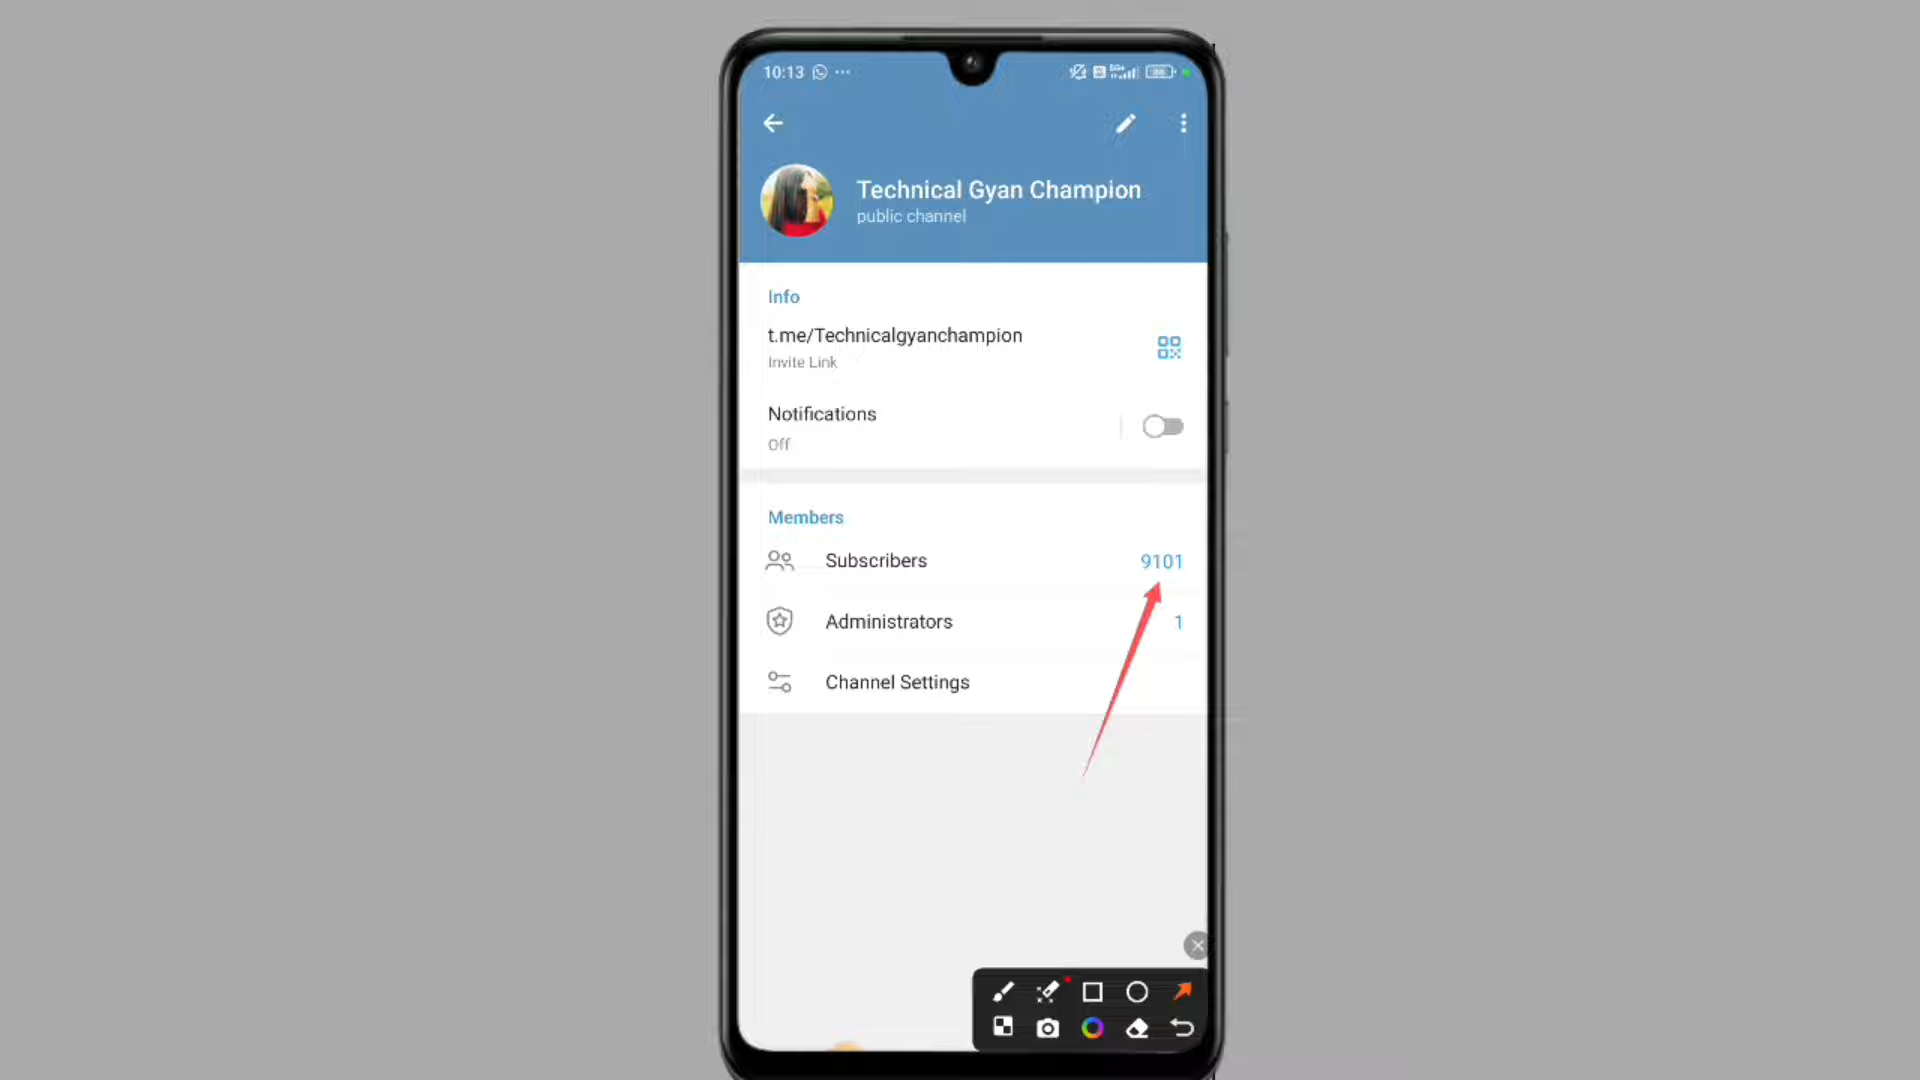 10:13
Technical Gyan Champion
public channel
Info
t.me/Technicalgyanchampion
Invite Link
Notifications
Off
Members
Subscribers 9101
Administrators 1
Channel Settings